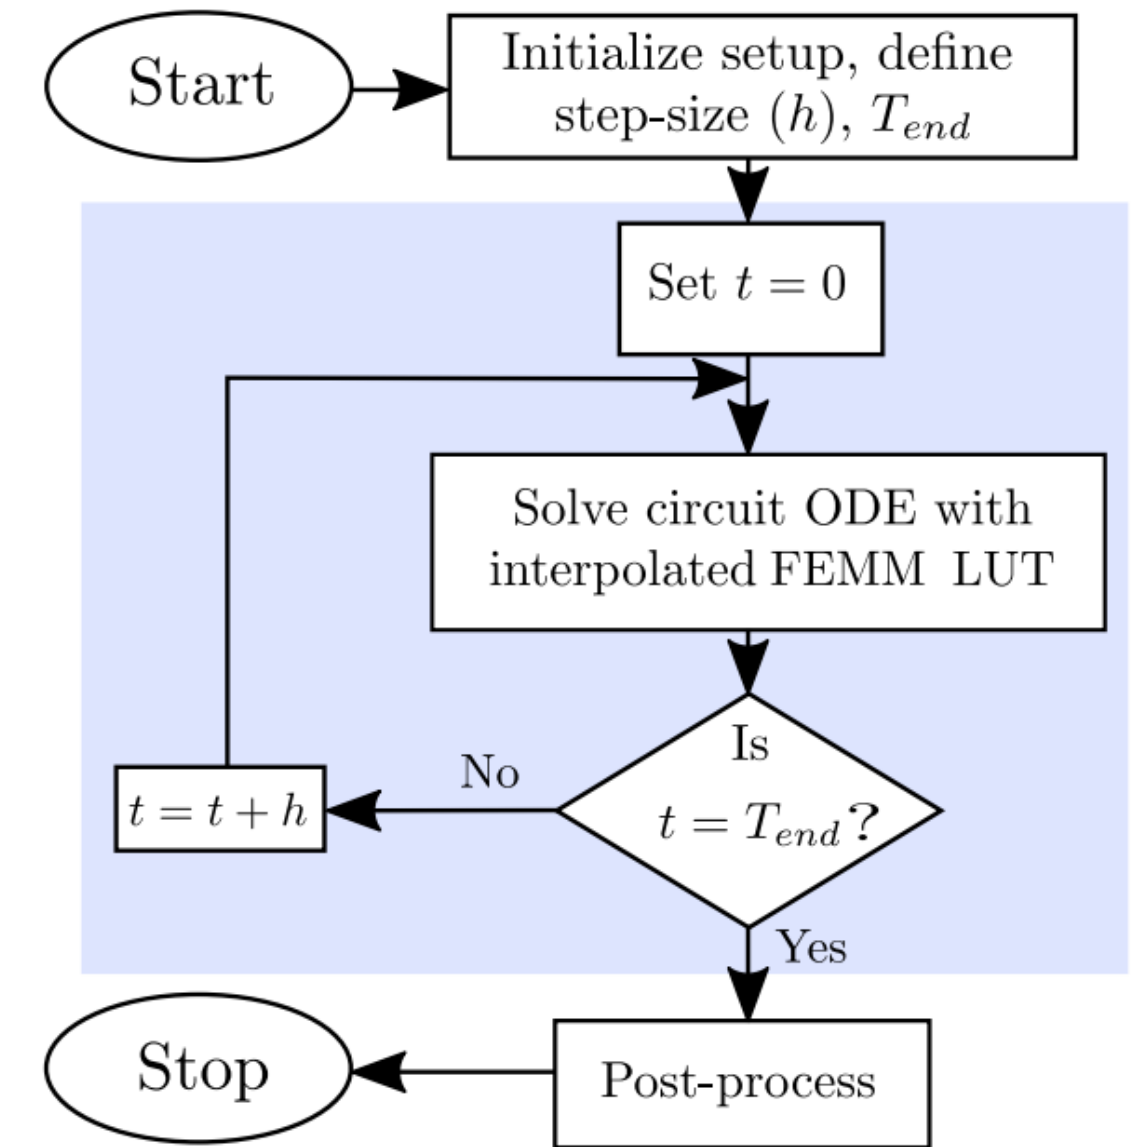 Start
Initialize setup, define
step-size (h), T_end
Set t = 0
Solve circuit ODE with
interpolated FEMM LUT
Is
t = T_end ?
No
t = t + h
Yes
Post-process
Stop